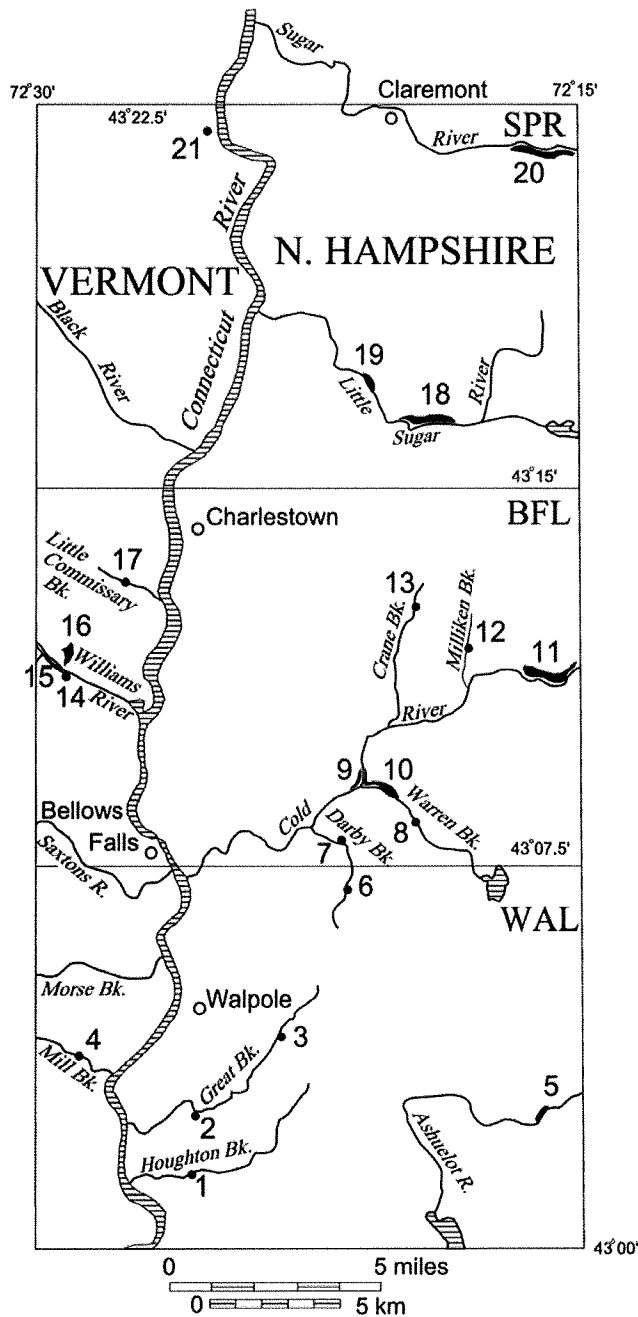 Sugar
72°30'
72°15'
Claremont
43°22.5'
SPR
21
River
20
River
N. HAMPSHIRE
VERMONT
Black
River
Connecticut
19
Little
18
River
Sugar
43°15'
Charlestown
BFL
Little
Commissary
Bk.
17
13
Crane Bk.
Milliken Bk.
12
16
Williams
11
15
14
River
River
9
10
Bellows
Falls
Cold
Warren Bk.
Darby Bk.
8
7
Saxtons R.
43°07.5'
6
WAL
Morse Bk.
Walpole
4
3
Mill Bk.
Great Bk.
5
2
Ashuelot R.
Houghton Bk.
1
43°00'
0 5 miles
0 5 km